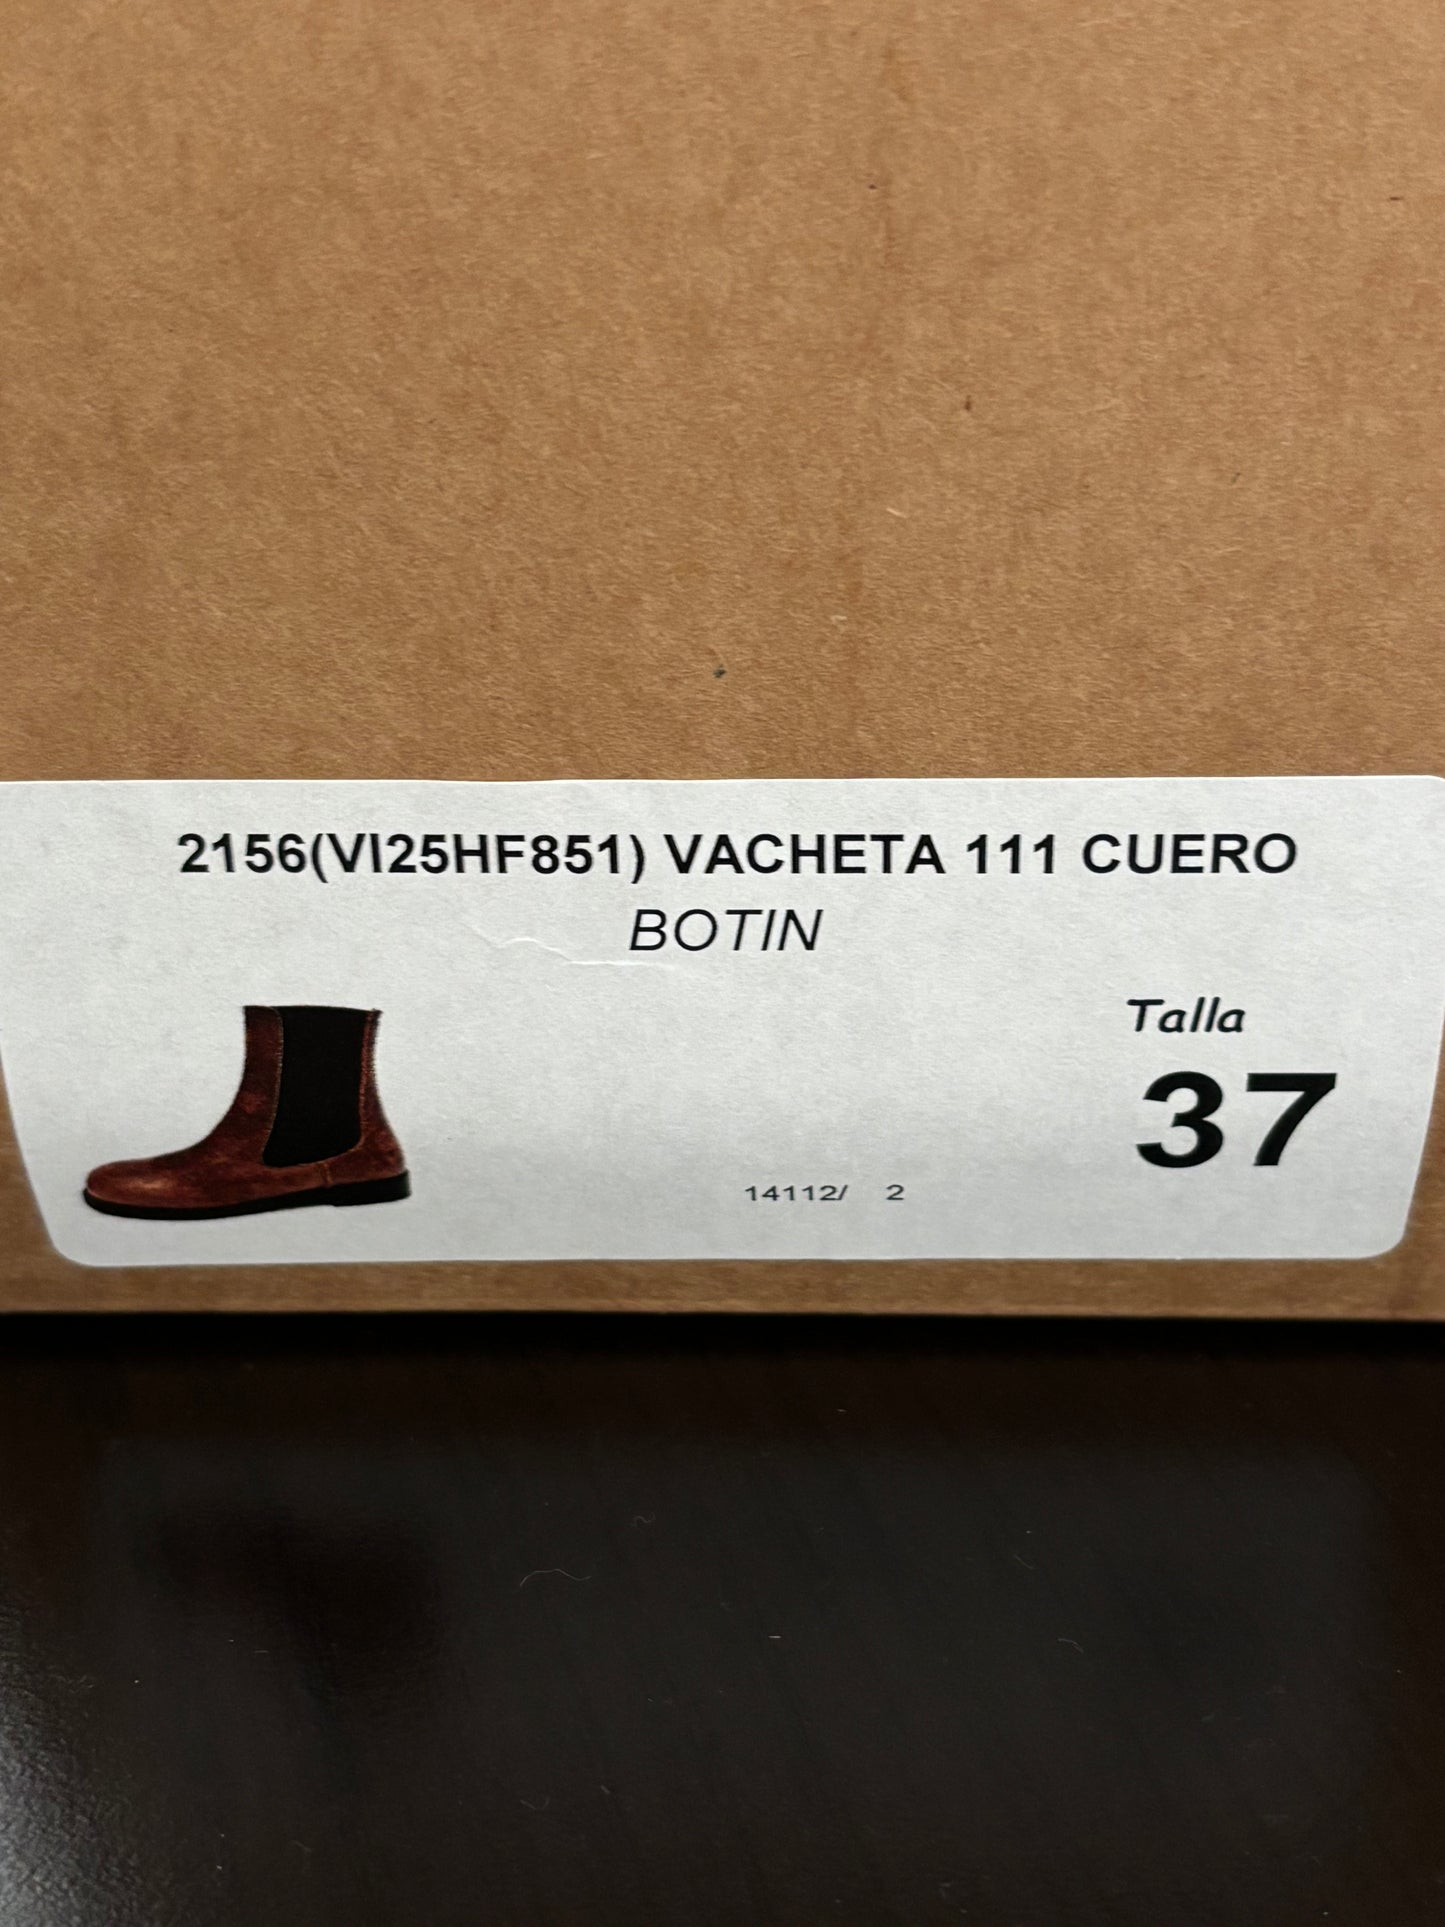 2156(VI25HF851) VACHETA 111 CUERO
BOTIN
Talla
37
14112/ 2